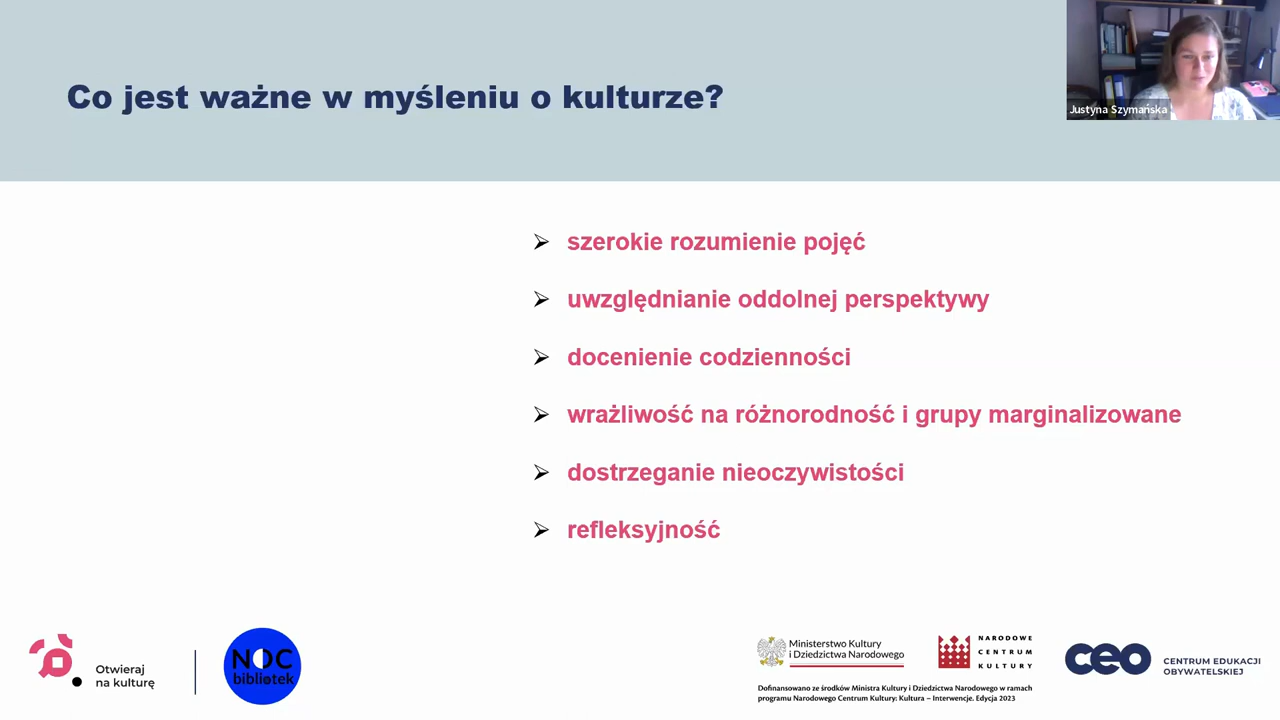 Co jest ważne w myśleniu o kulturze?
Justyna Szymańska
szerokie rozumienie pojęć
uwzględnianie oddolnej perspektywy
docenienie codzienności
wrażliwość na różnorodność i grupy marginalizowane
dostrzeganie nieoczywistości
refleksyjność
Otwieraj
na kulturę
NOC
bibliotek
Ministerstwo Kultury
i Dziedzictwa Narodowego
NARODOWE
CENTRUM
KULTURY
Dofinansowano ze środków Ministra Kultury i Dziedzictwa Narodowego w ramach
programu Narodowego Centrum Kultury: Kultura – Interwencje. Edycja 2023
ceo
CENTRUM EDUKACJI
OBYWATELSKIEJ